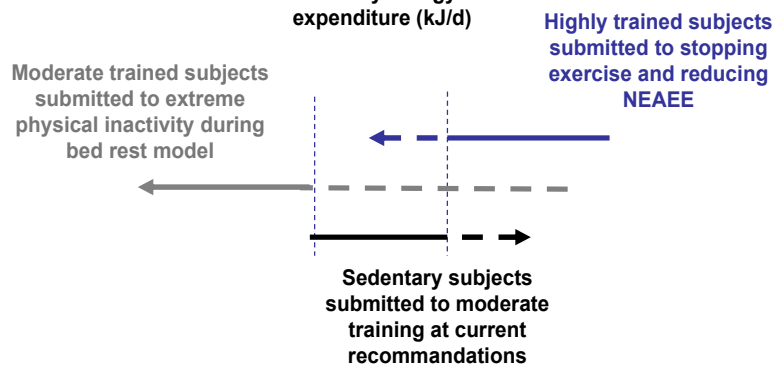 expenditure (kJ/d)
Highly trained subjects
submitted to stopping
exercise and reducing
NEAEE
Moderate trained subjects
submitted to extreme
physical inactivity during
bed rest model
Sedentary subjects
submitted to moderate
training at current
recommandations